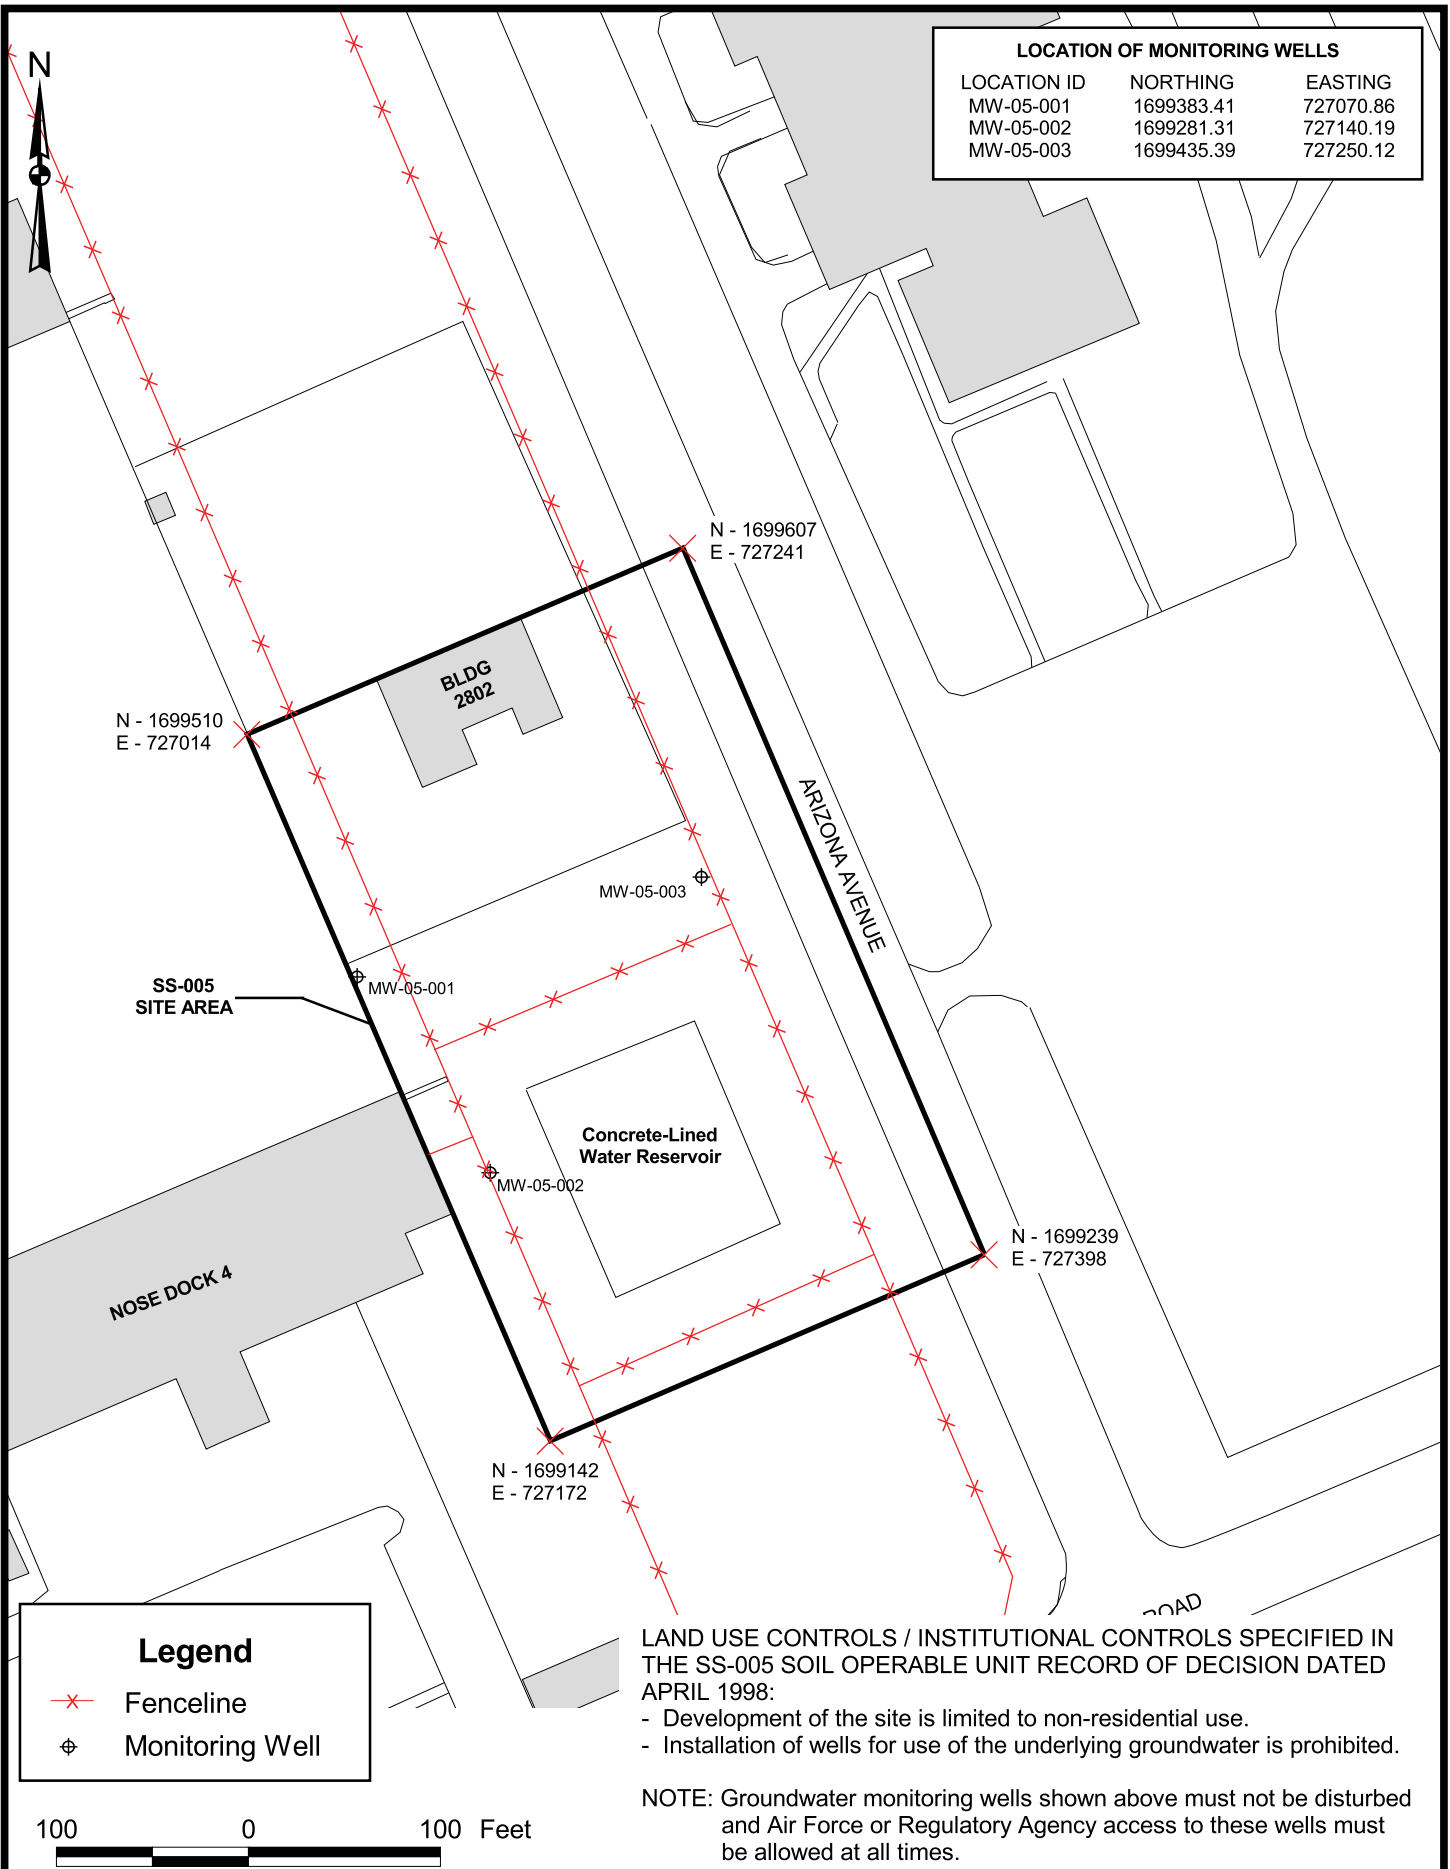 N
LOCATION OF MONITORING WELLS
LOCATION ID NORTHING EASTING
MW-05-001 1699383.41 727070.86
MW-05-002 1699281.31 727140.19
MW-05-003 1699435.39 727250.12
N - 1699607
E - 727241
BLDG
2802
N - 1699510
E - 727014
ARIZONA AVENUE
MW-05-003
SS-005
SITE AREA
MW-05-001
Concrete-Lined
Water Reservoir
MW-05-002
N - 1699239
E - 727398
NOSE DOCK 4
N - 1699142
E - 727172
ROAD
Legend
Fenceline
Monitoring Well
100 0 100 Feet
LAND USE CONTROLS / INSTITUTIONAL CONTROLS SPECIFIED IN
THE SS-005 SOIL OPERABLE UNIT RECORD OF DECISION DATED
APRIL 1998:
- Development of the site is limited to non-residential use.
- Installation of wells for use of the underlying groundwater is prohibited.
NOTE: Groundwater monitoring wells shown above must not be disturbed
and Air Force or Regulatory Agency access to these wells must
be allowed at all times.